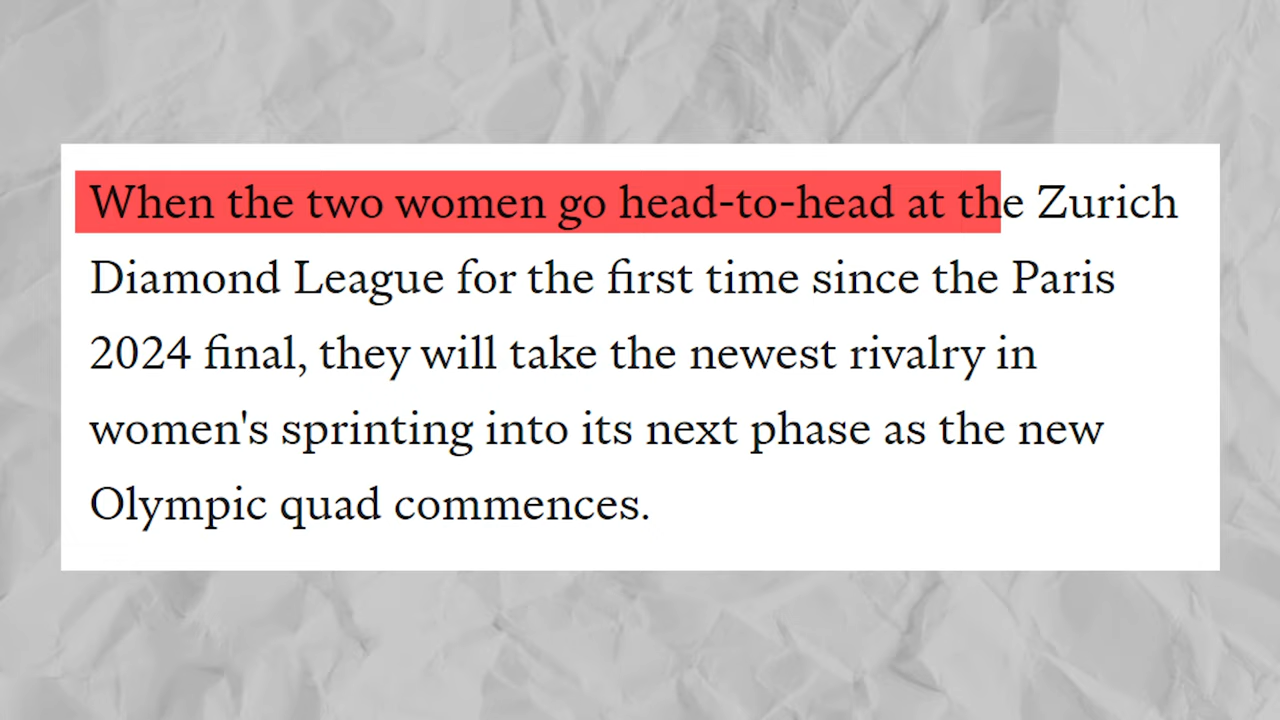 When the two women go head-to-head at the Zurich
Diamond League for the first time since the Paris
2024 final, they will take the newest rivalry in
women's sprinting into its next phase as the new
Olympic quad commences.